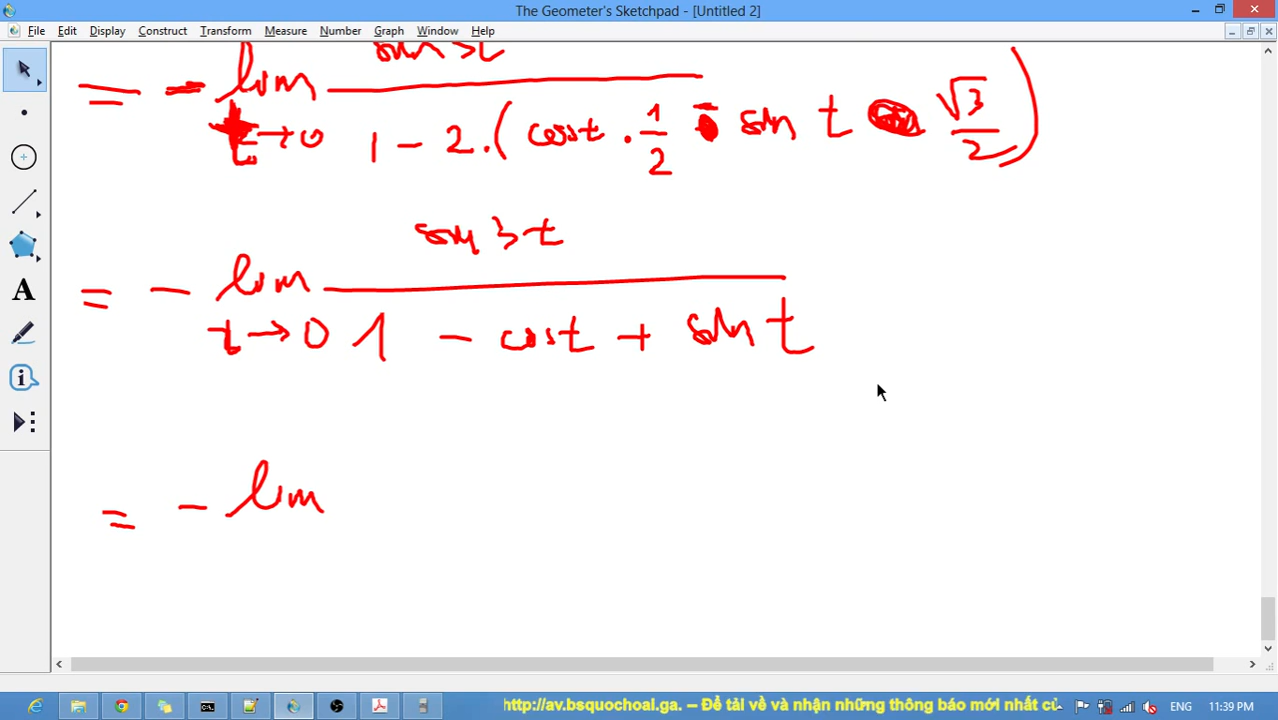 The Geometer's Sketchpad - [Untitled 2]
File Edit Display Construct Transform Measure Number Graph Window Help
sin 3t
= - lim
t→0 1 - 2.(cost . 1/2 - sin t √3/2)
sin 3t
= - lim
t→0 1 - cost + sin t
= - lim
A
http://av.bsquochoai.ga. – Để tải về và nhận những thông báo mới nhất củ
ENG 11:39 PM